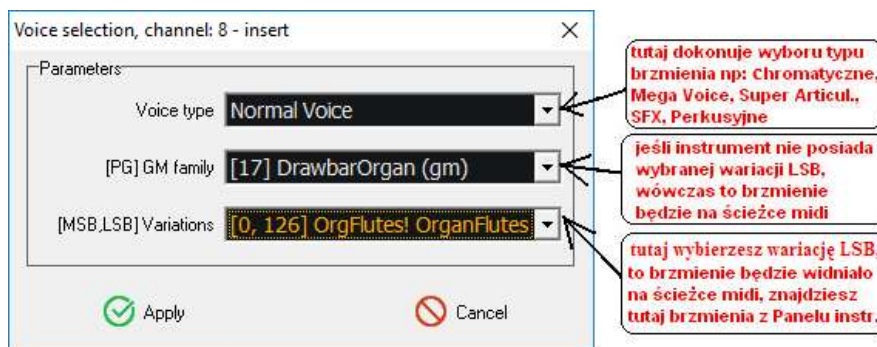 Voice selection, channel: 8 - insert
Parameters
Voice type
Normal Voice
[PG] GM family
[17] DrawbarOrgan (gm)
[MSB,LSB] Variations
[0, 126] OrgFlutes! OrganFlutes
Apply
Cancel
tutaj dokonuje wyboru typu
brzmienia np: Chromatyczne,
Mega Voice, Super Articul.,
SFX, Perkusyjne
jeśli instrument nie posiada
wybranej wariacji LSB,
wówczas to brzmienie
będzie na ścieżce midi
tutaj wybierzesz wariację LSB,
to brzmienie będzie widniało
na ścieżce midi, znajdziesz
tutaj brzmienia z Panelu instr.